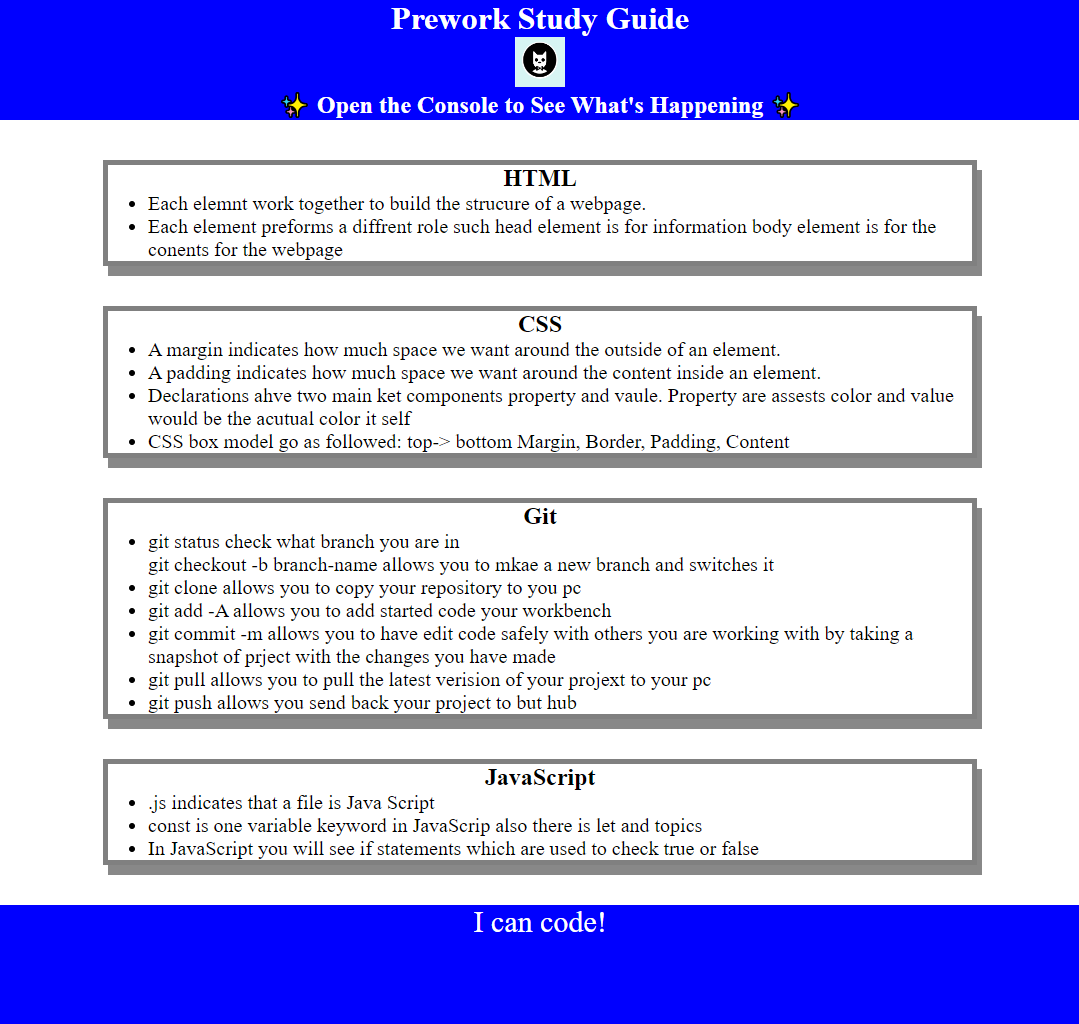 Prework Study Guide
✨ Open the Console to See What's Happening ✨
HTML
• Each elemnt work together to build the strucure of a webpage.
• Each element preforms a diffrent role such head element is for information body element is for the
conents for the webpage
CSS
• A margin indicates how much space we want around the outside of an element.
• A padding indicates how much space we want around the content inside an element.
• Declarations ahve two main ket components property and vaule. Property are assests color and value
would be the acutual color it self
• CSS box model go as followed: top-> bottom Margin, Border, Padding, Content
Git
• git status check what branch you are in
git checkout -b branch-name allows you to mkae a new branch and switches it
• git clone allows you to copy your repository to you pc
• git add -A allows you to add started code your workbench
• git commit -m allows you to have edit code safely with others you are working with by taking a
snapshot of prject with the changes you have made
• git pull allows you to pull the latest verision of your projext to your pc
• git push allows you send back your project to but hub
JavaScript
• .js indicates that a file is Java Script
• const is one variable keyword in JavaScrip also there is let and topics
• In JavaScript you will see if statements which are used to check true or false
I can code!